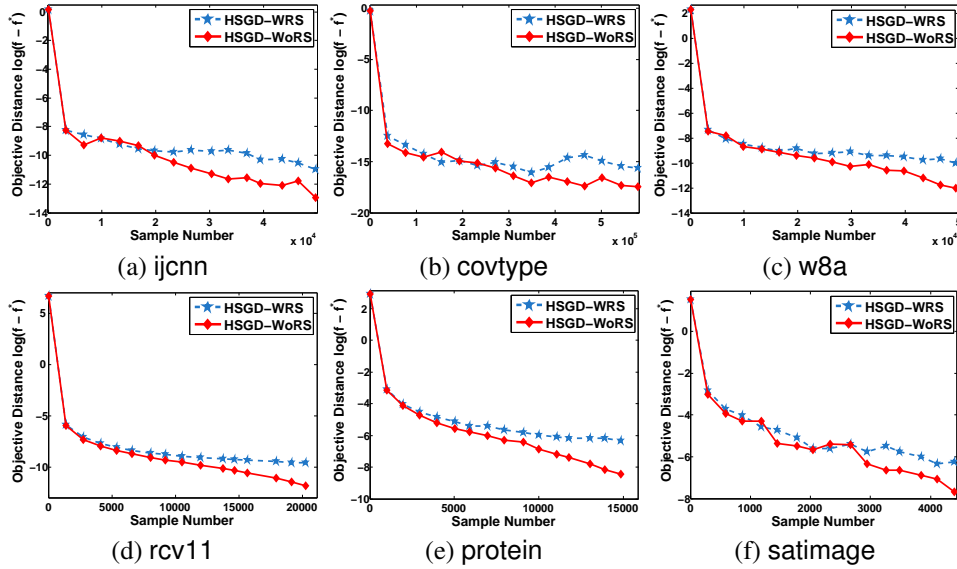 HSGD-WRS
HSGD-WoRS
Objective Distance log(f − f*)
0
−2
−4
−6
−8
−10
−12
−14
0 1 2 3 4
x 10^4
Sample Number
(a) ijcnn
HSGD-WRS
HSGD-WoRS
Objective Distance log(f − f*)
0
−5
−10
−15
−20
0 1 2 3 4 5
x 10^5
Sample Number
(b) covtype
HSGD-WRS
HSGD-WoRS
Objective Distance log(f − f*)
2
0
−2
−4
−6
−8
−10
−12
−14
0 1 2 3 4 5
x 10^4
Sample Number
(c) w8a
HSGD-WRS
HSGD-WoRS
Objective Distance log(f − f*)
5
0
−5
−10
0 5000 10000 15000 20000
Sample Number
(d) rcv11
HSGD-WRS
HSGD-WoRS
Objective Distance log(f − f*)
2
0
−2
−4
−6
−8
−10
0 5000 10000 15000
Sample Number
(e) protein
HSGD-WRS
HSGD-WoRS
Objective Distance log(f − f*)
0
−2
−4
−6
−8
0 1000 2000 3000 4000
Sample Number
(f) satimage